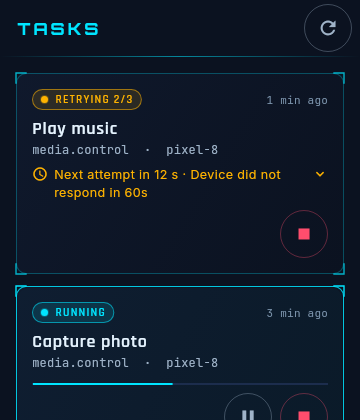 TASKS
RETRYING 2/3
1 min ago
Play music
media.control · pixel-8
Next attempt in 12 s · Device did not
respond in 60s
RUNNING
3 min ago
Capture photo
media.control · pixel-8